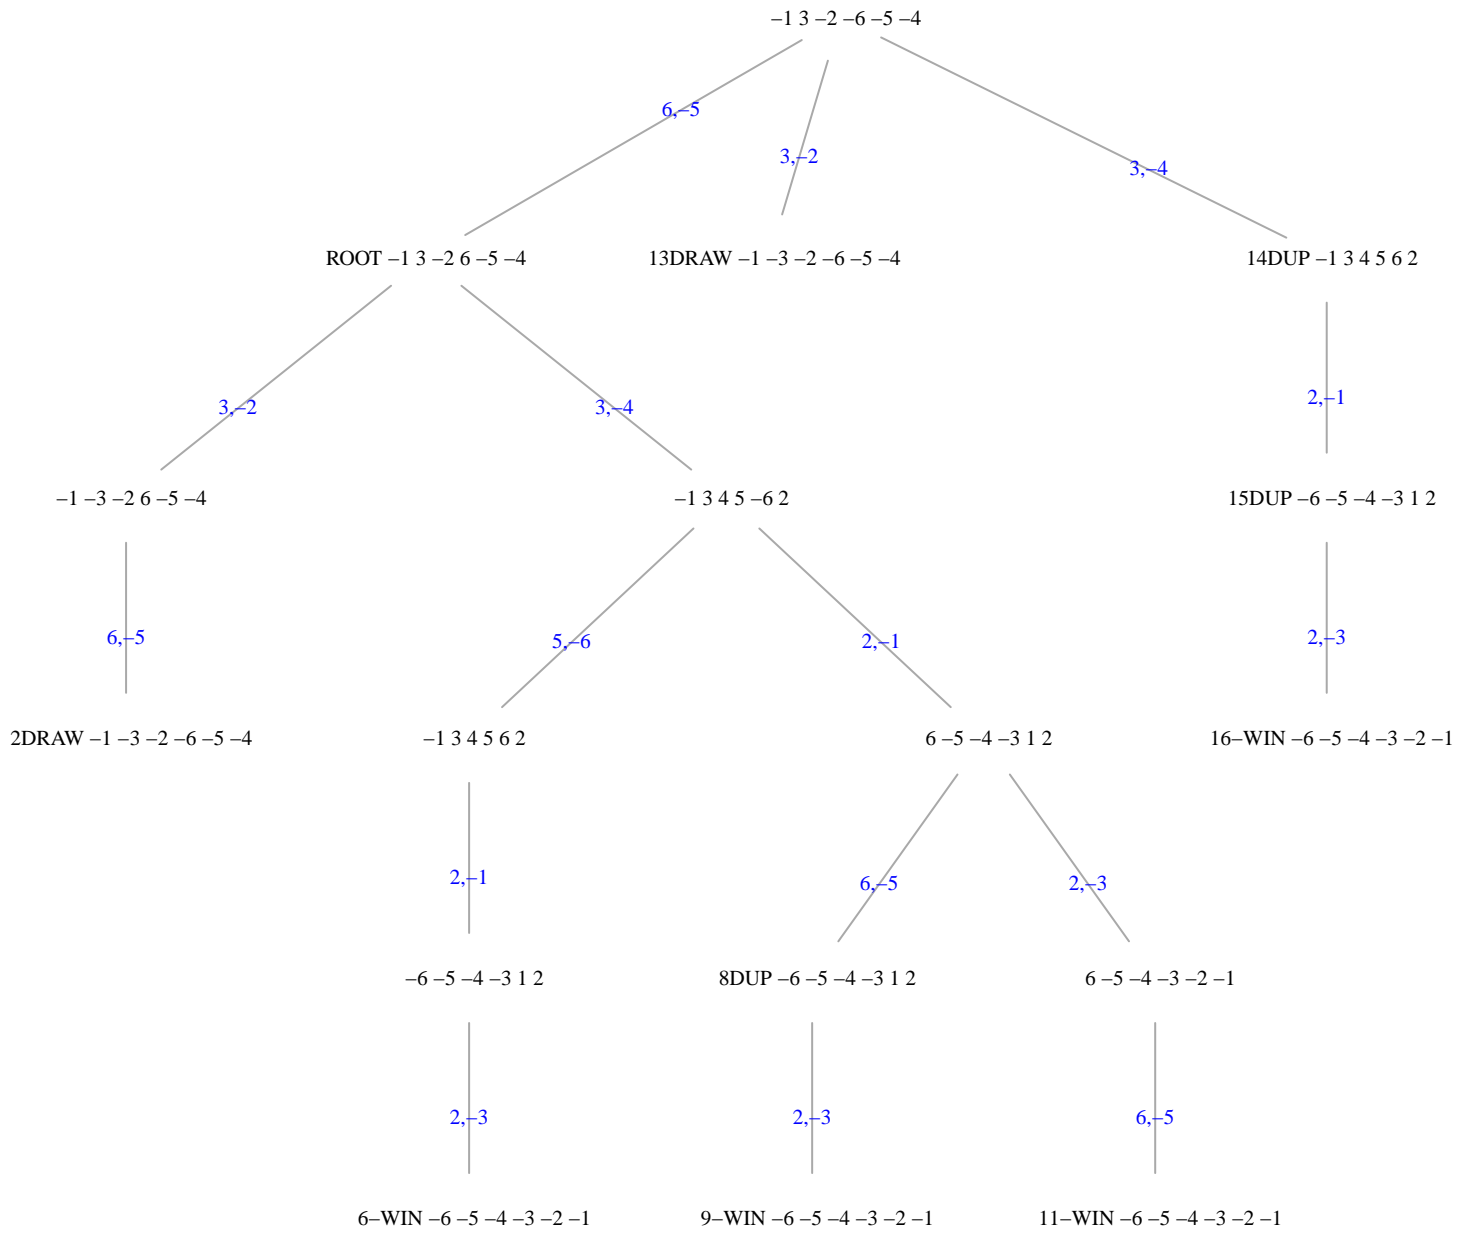 –1 3 –2 –6 –5 –4
6,–5
3,–2
3,–4
ROOT –1 3 –2 6 –5 –4
13DRAW –1 –3 –2 –6 –5 –4
14DUP –1 3 4 5 6 2
3,–2
3,–4
2,–1
–1 –3 –2 6 –5 –4
–1 3 4 5 –6 2
15DUP –6 –5 –4 –3 1 2
6,–5
5,–6
2,–1
2,–3
2DRAW –1 –3 –2 –6 –5 –4
–1 3 4 5 6 2
6 –5 –4 –3 1 2
16–WIN –6 –5 –4 –3 –2 –1
2,–1
6,–5
2,–3
–6 –5 –4 –3 1 2
8DUP –6 –5 –4 –3 1 2
6 –5 –4 –3 –2 –1
2,–3
2,–3
6,–5
6–WIN –6 –5 –4 –3 –2 –1
9–WIN –6 –5 –4 –3 –2 –1
11–WIN –6 –5 –4 –3 –2 –1